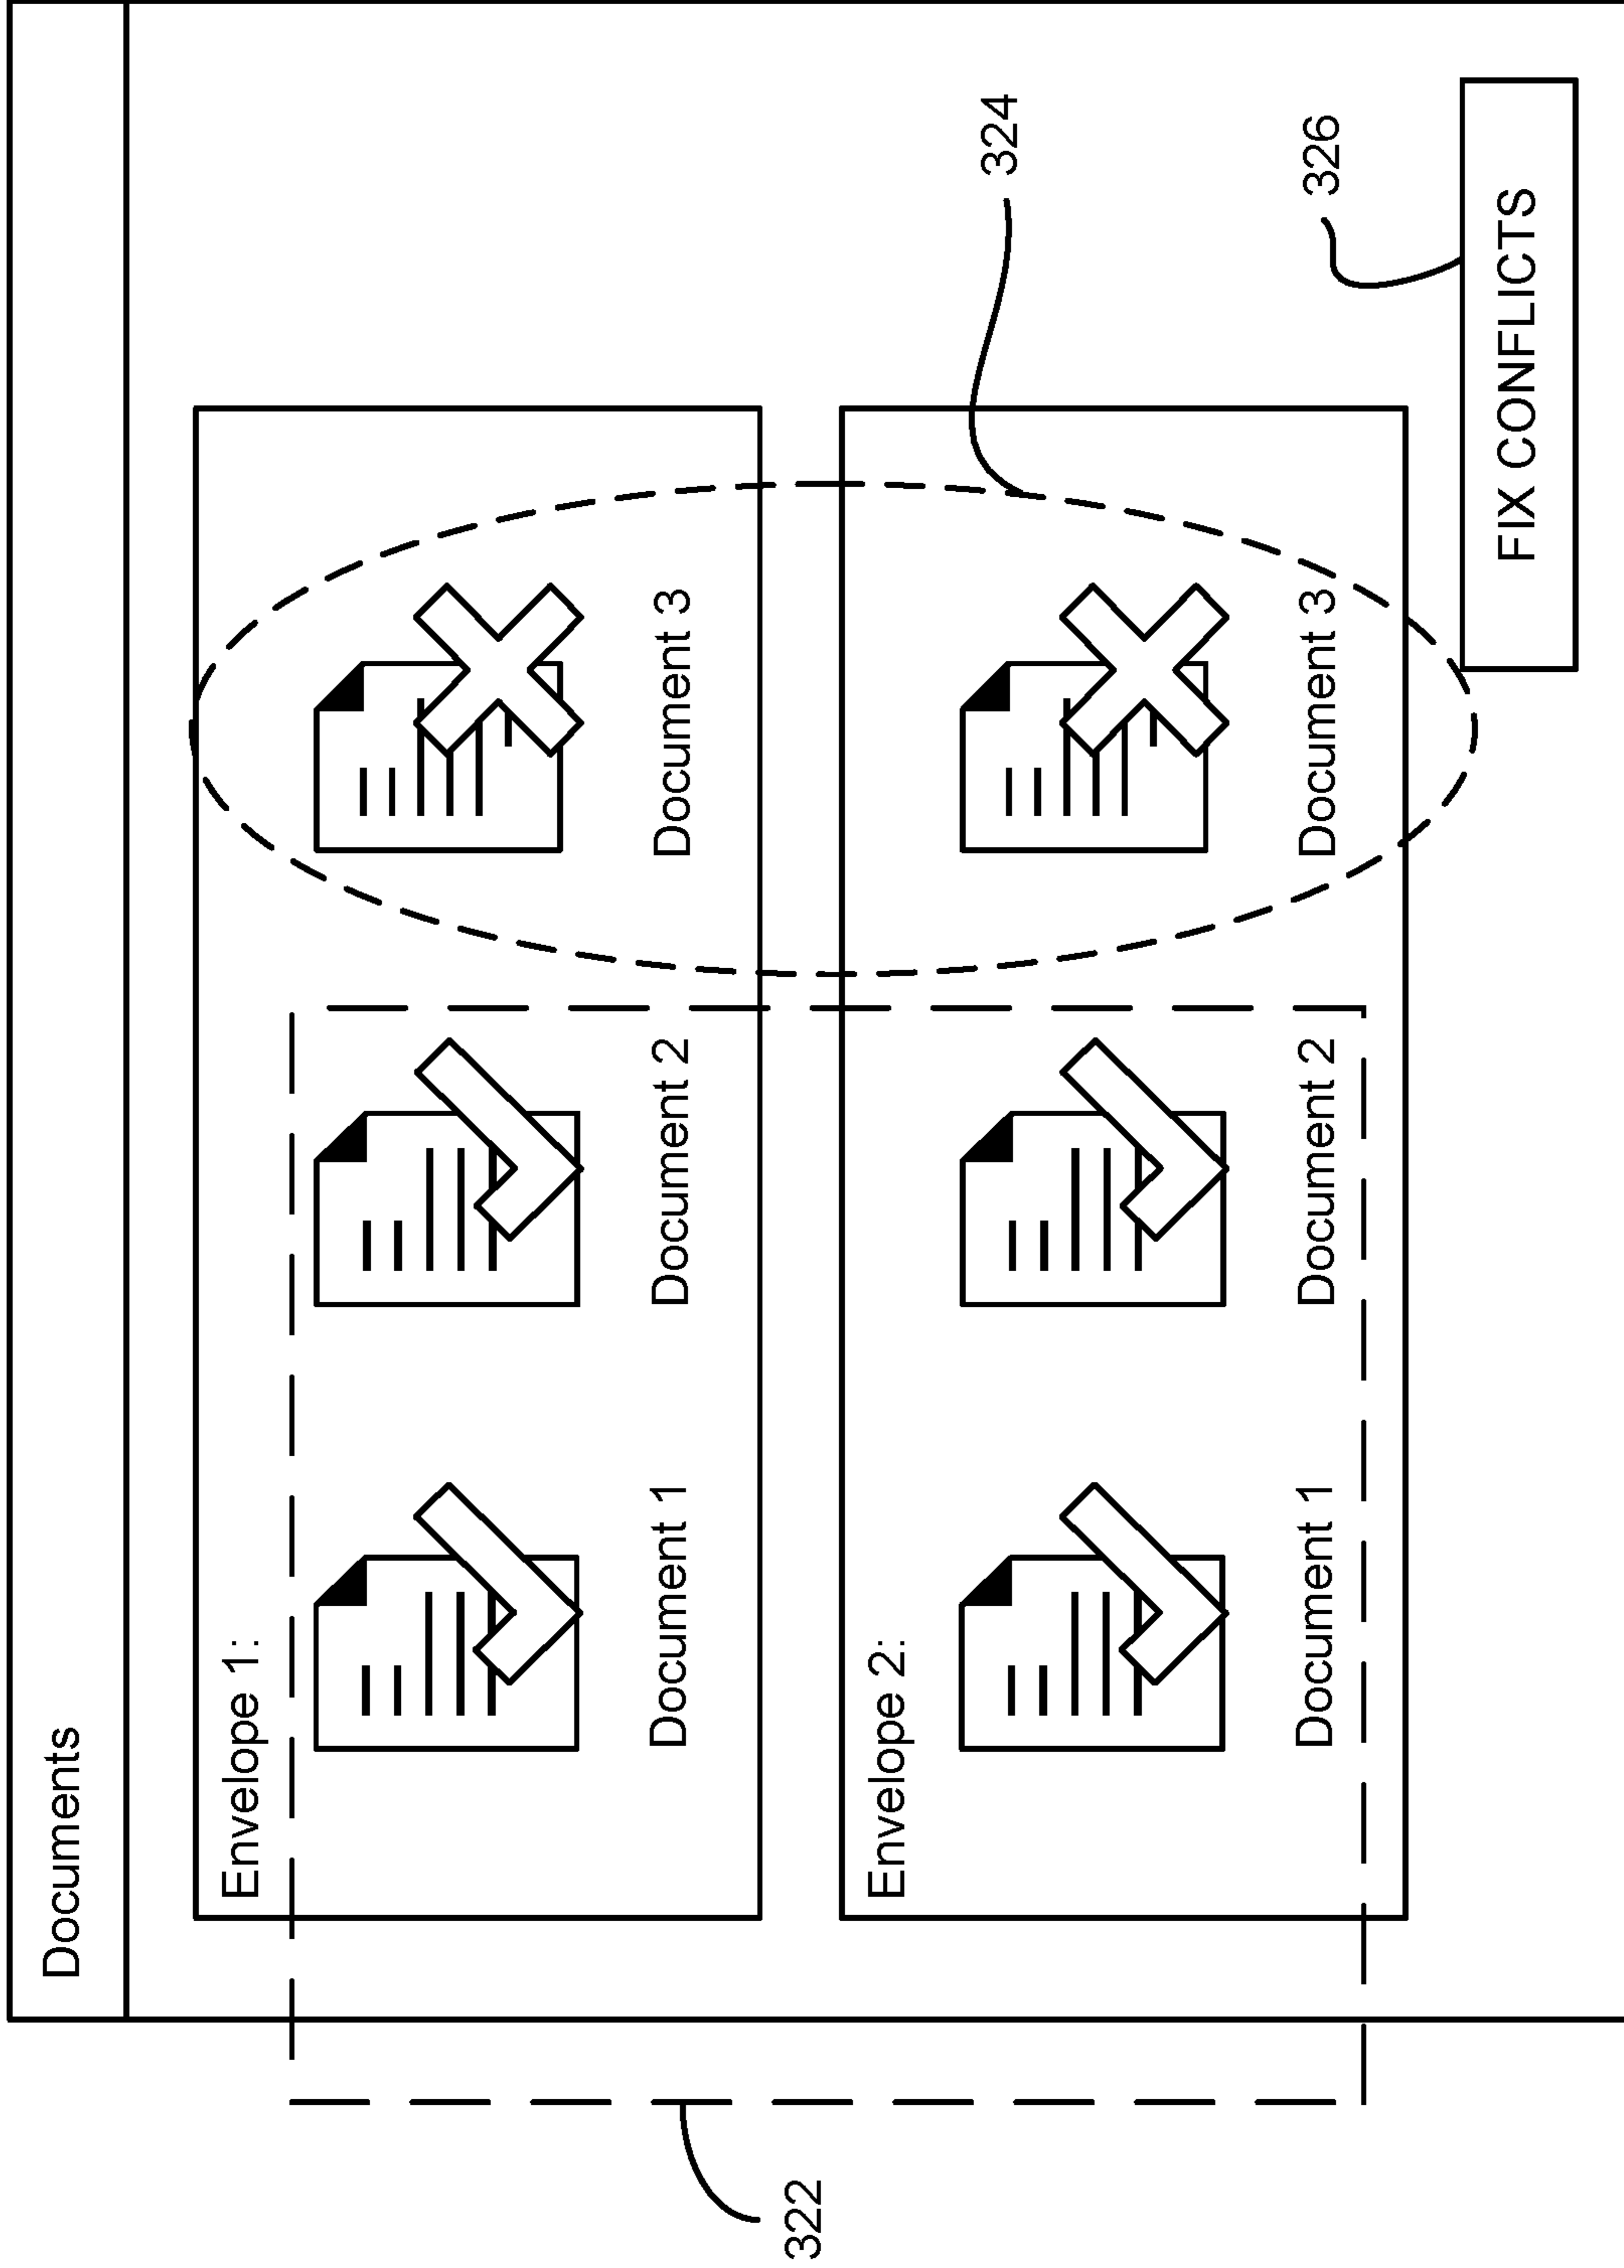 Documents
Envelope 1:
Document 1
Document 2
Document 3
Envelope 2:
Document 1
Document 2
Document 3
FIX CONFLICTS
322
324
326